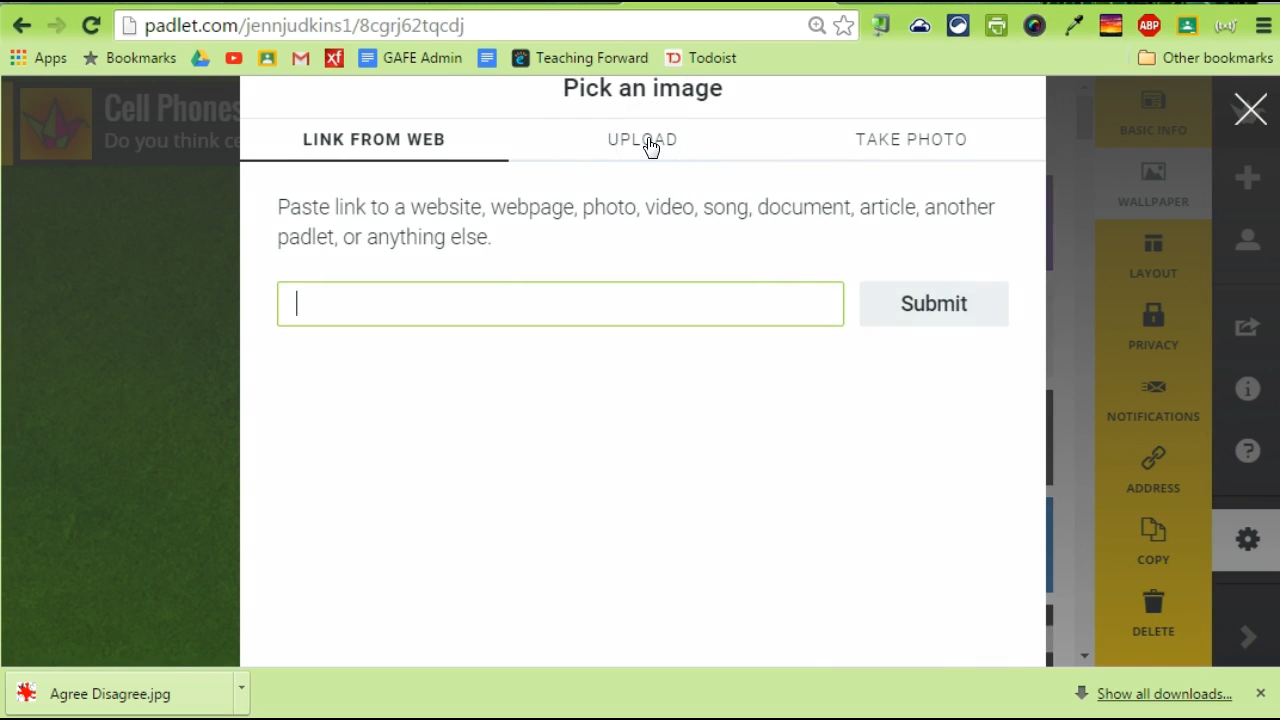 padlet.com/jennjudkins1/8cgrj62tqcdj
ABP
Apps
Bookmarks
xf
GAFE Admin
Teaching Forward
Todoist
Other bookmarks
Cell Phones
Do you think ce
Pick an image
LINK FROM WEB
UPLOAD
TAKE PHOTO
Paste link to a website, webpage, photo, video, song, document, article, another
padlet, or anything else.
Submit
BASIC INFO
WALLPAPER
LAYOUT
PRIVACY
NOTIFICATIONS
ADDRESS
COPY
DELETE
Agree Disagree.jpg
Show all downloads...